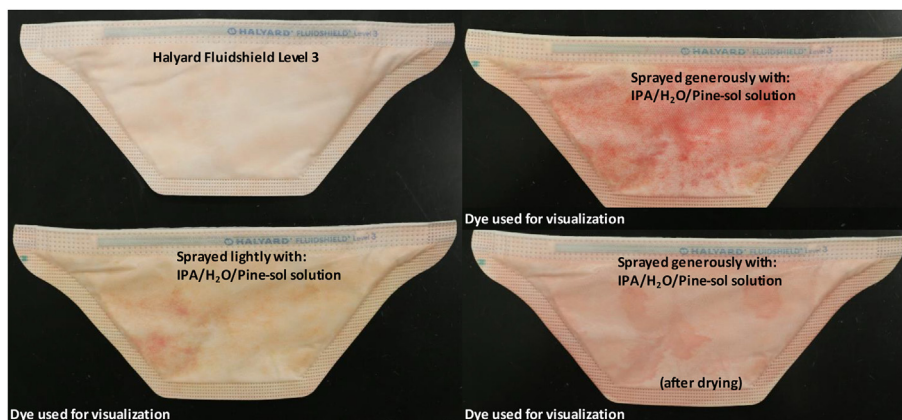 HALYARD® FLUIDSHIELD Level 3
Halyard Fluidshield Level 3
HALYARD® FLUIDSHIELD Level 3
Sprayed generously with:
IPA/H₂O/Pine-sol solution
Dye used for visualization
HALYARD® FLUIDSHIELD Level 3
Sprayed lightly with:
IPA/H₂O/Pine-sol solution
Dye used for visualization
HALYARD® FLUIDSHIELD Level 3
Sprayed generously with:
IPA/H₂O/Pine-sol solution
(after drying)
Dye used for visualization